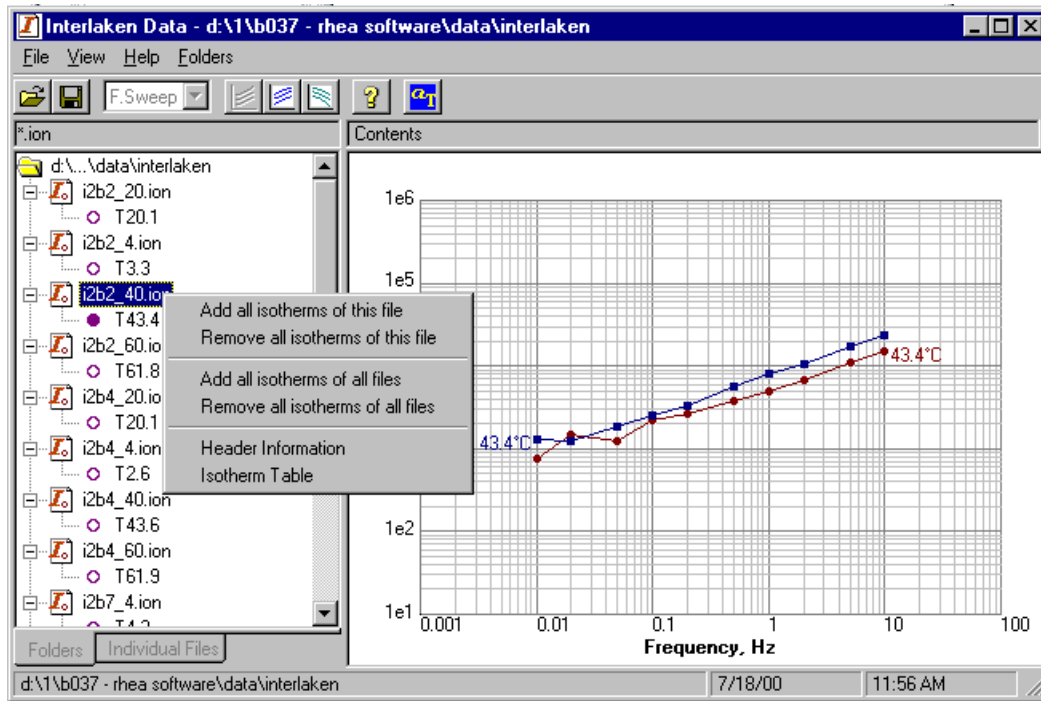 Interlaken Data - d:\1\b037 - rhea software\data\interlaken
File View Help Folders
F.Sweep ? aT
*.ion
Contents
d:\...\data\interlaken
i2b2_20.ion
T20.1
i2b2_4.ion
T3.3
i2b2_40.ion
T43.4
i2b2_60.io
T61.8
i2b4_20.io
T20.1
i2b4_4.ion
T2.6
i2b4_40.ion
T43.6
i2b4_60.ion
T61.9
i2b7_4.ion
Folders Individual Files
Add all isotherms of this file
Remove all isotherms of this file
Add all isotherms of all files
Remove all isotherms of all files
Header Information
Isotherm Table
1e6
1e5
1e2
1e1
43.4°C
43.4°C
0.001 0.01 0.1 1 10 100
Frequency, Hz
d:\1\b037 - rhea software\data\interlaken 7/18/00 11:56 AM